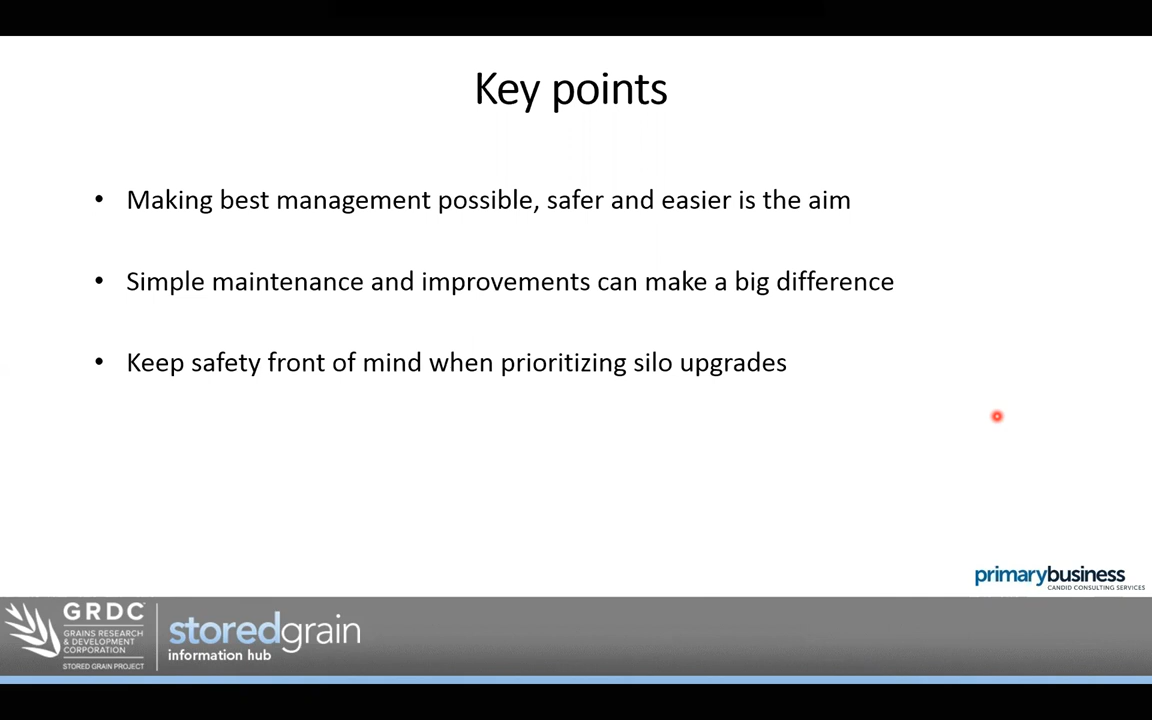 Key points
• Making best management possible, safer and easier is the aim
• Simple maintenance and improvements can make a big difference
• Keep safety front of mind when prioritizing silo upgrades
primarybusiness
CANDID CONSULTING SERVICES
GRDC
GRAINS RESEARCH
& DEVELOPMENT
CORPORATION
STORED GRAIN PROJECT
storedgrain
information hub